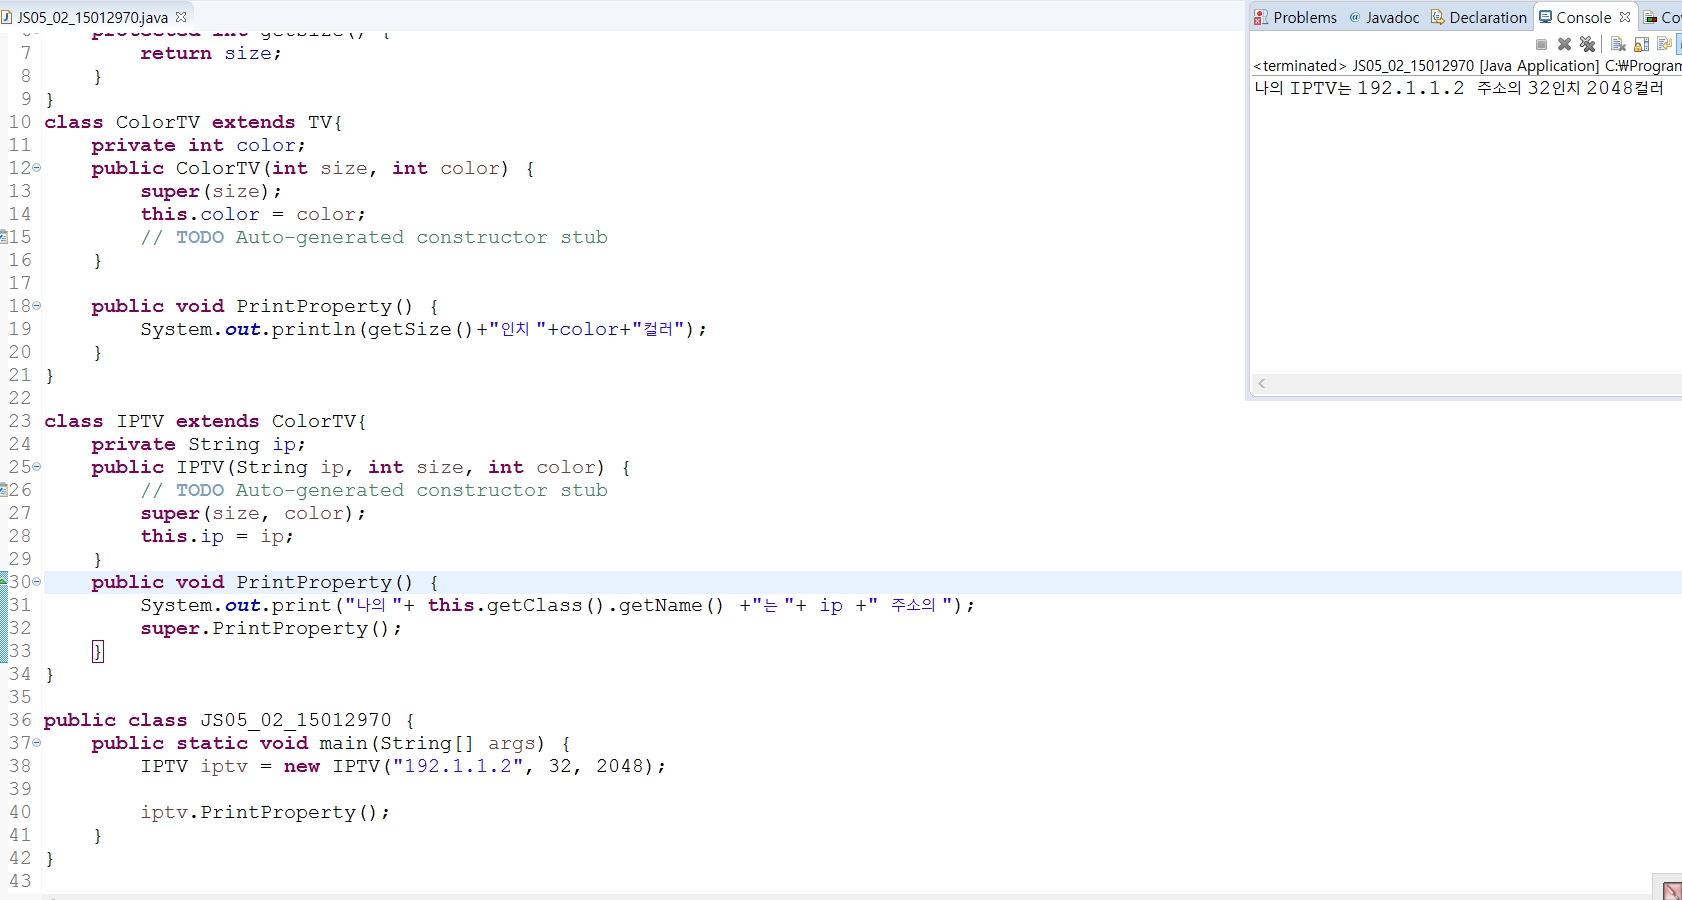 JS05_02_15012970.java
protected int getSize() {
7 return size;
8 }
9 }
10 class ColorTV extends TV{
11 private int color;
12 public ColorTV(int size, int color) {
13 super(size);
14 this.color = color;
15 // TODO Auto-generated constructor stub
16 }
17
18 public void PrintProperty() {
19 System.out.println(getSize()+"인치 "+color+"컬러");
20 }
21 }
22
23 class IPTV extends ColorTV{
24 private String ip;
25 public IPTV(String ip, int size, int color) {
26 // TODO Auto-generated constructor stub
27 super(size, color);
28 this.ip = ip;
29 }
30 public void PrintProperty() {
31 System.out.print("나의 "+ this.getClass().getName() +"는 "+ ip +" 주소의 ");
32 super.PrintProperty();
33 }
34 }
35
36 public class JS05_02_15012970 {
37 public static void main(String[] args) {
38 IPTV iptv = new IPTV("192.1.1.2", 32, 2048);
39
40 iptv.PrintProperty();
41 }
42 }
43
Problems @ Javadoc Declaration Console Co
<terminated> JS05_02_15012970 [Java Application] C:₩Program
나의 IPTV는 192.1.1.2 주소의 32인치 2048컬러